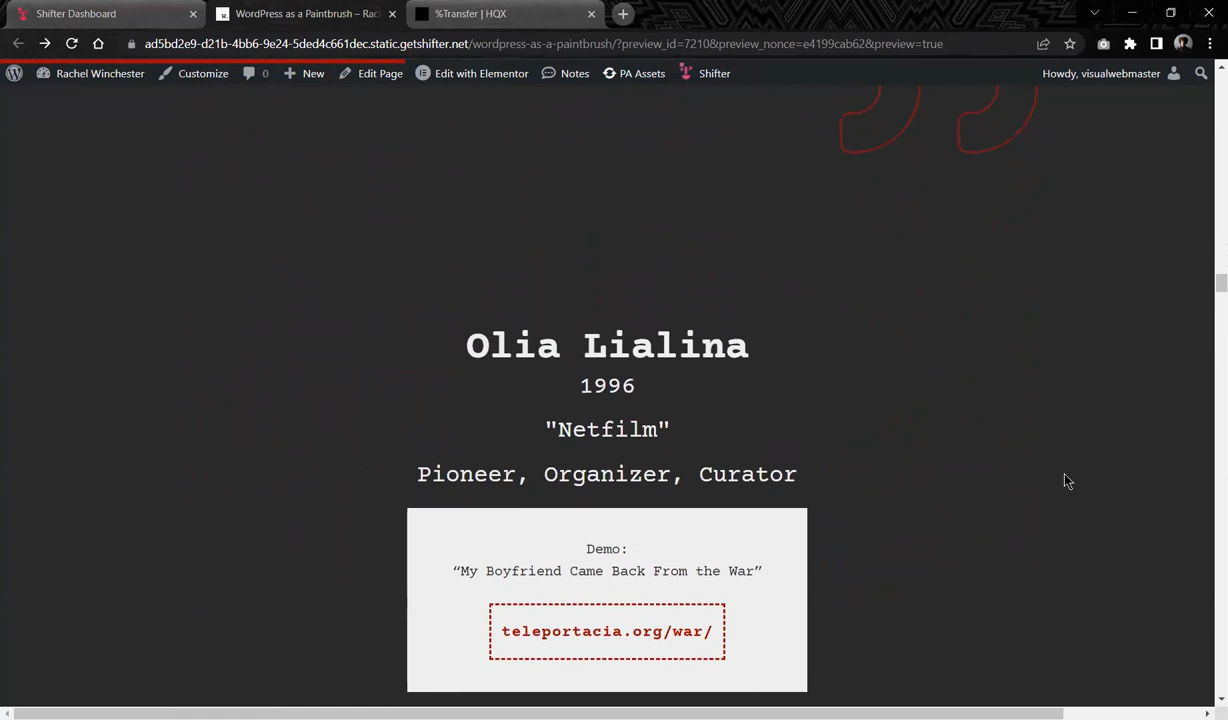 Shifter Dashboard
WordPress as a Paintbrush – Rac
%Transfer | HQX
ad5bd2e9-d21b-4bb6-9e24-5ded4c661dec.static.getshifter.net/wordpress-as-a-paintbrush/?preview_id=7210&preview_nonce=e4199cab62&preview=true
Rachel Winchester Customize 0 New Edit Page Edit with Elementor Notes PA Assets Shifter Howdy, visualwebmaster
Olia Lialina
1996
"Netfilm"
Pioneer, Organizer, Curator
Demo:
“My Boyfriend Came Back From the War”
teleportacia.org/war/